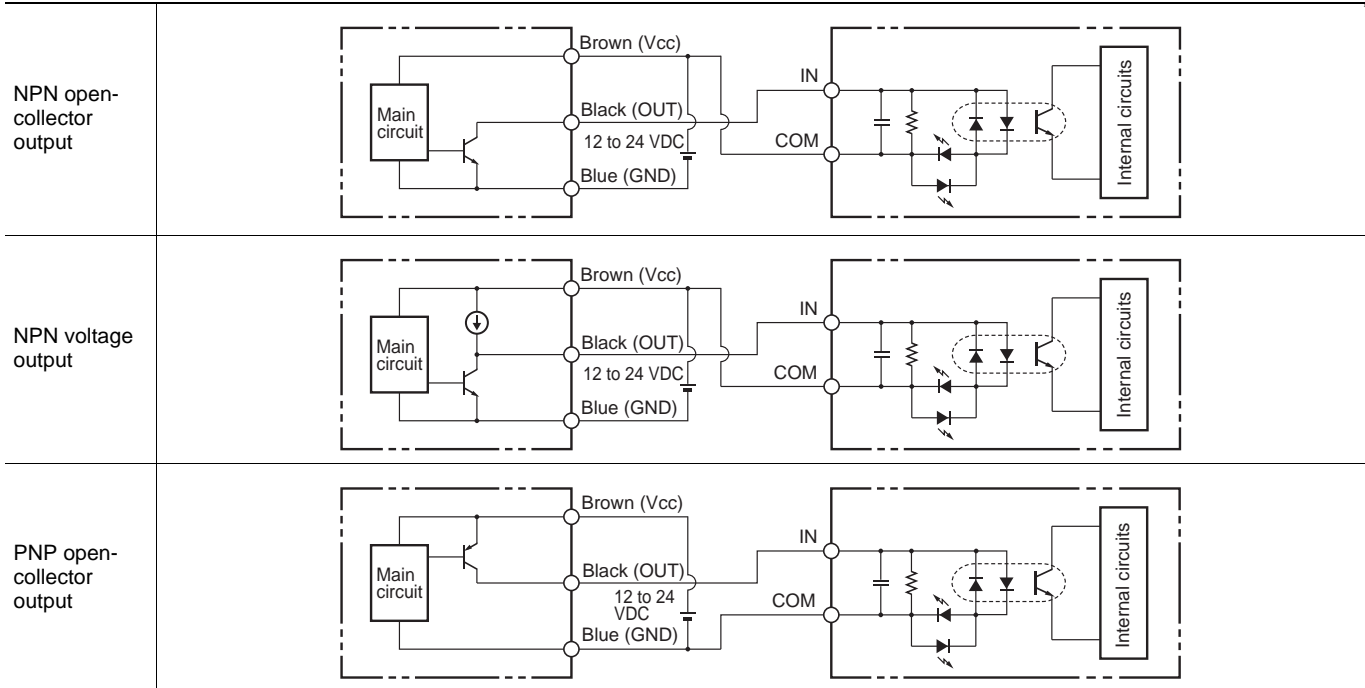 NPN open-
collector
output
Main
circuit
Brown (Vcc)
Black (OUT)
12 to 24 VDC
Blue (GND)
IN
COM
Internal circuits
NPN voltage
output
Main
circuit
Brown (Vcc)
Black (OUT)
12 to 24 VDC
Blue (GND)
IN
COM
Internal circuits
PNP open-
collector
output
Main
circuit
Brown (Vcc)
Black (OUT)
12 to 24
VDC
Blue (GND)
IN
COM
Internal circuits